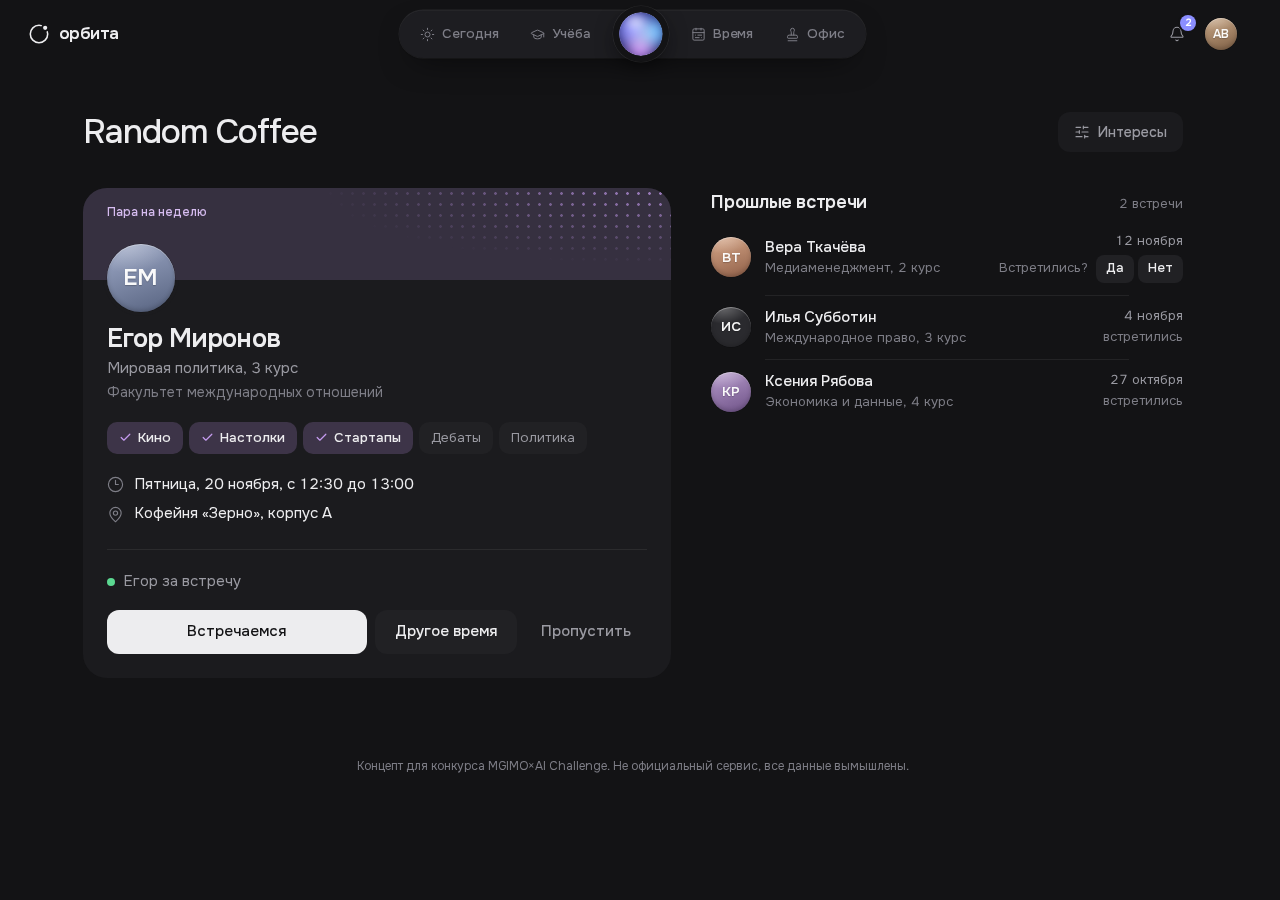 орбита
Сегодня
Учёба
Время
Офис
2
АВ
Random Coffee
Интересы
Пара на неделю
ЕМ
Егор Миронов
Мировая политика, 3 курс
Факультет международных отношений
Кино
Настолки
Стартапы
Дебаты
Политика
Пятница, 20 ноября, с 12:30 до 13:00
Кофейня «Зерно», корпус А
Егор за встречу
Встречаемся
Другое время
Пропустить
Прошлые встречи
2 встречи
ВТ
Вера Ткачёва
12 ноября
Медиаменеджмент, 2 курс
Встретились?
Да
Нет
ИС
Илья Субботин
4 ноября
Международное право, 3 курс
встретились
КР
Ксения Рябова
27 октября
Экономика и данные, 4 курс
встретились
Концепт для конкурса MGIMO×AI Challenge. Не официальный сервис, все данные вымышлены.